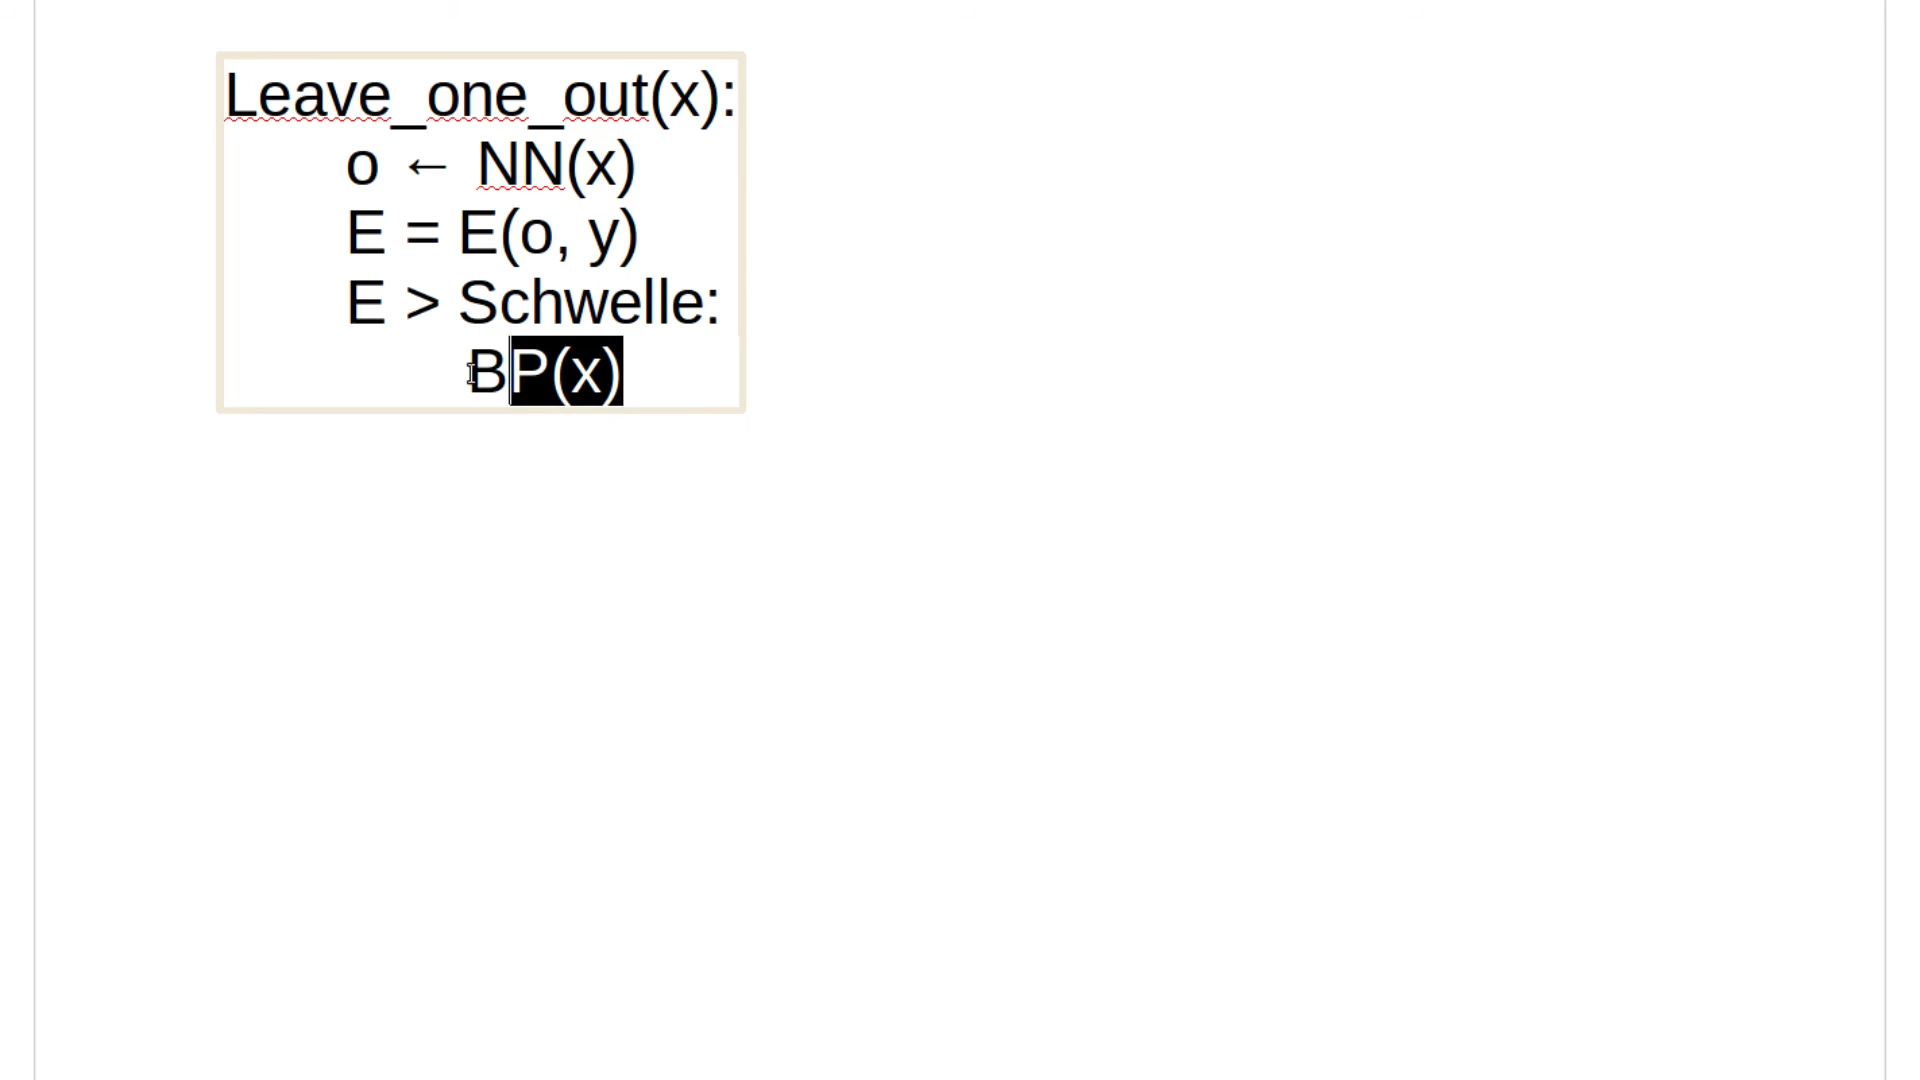 Leave_one_out(x):
o ← NN(x)
E = E(o, y)
E > Schwelle:
BP(x)